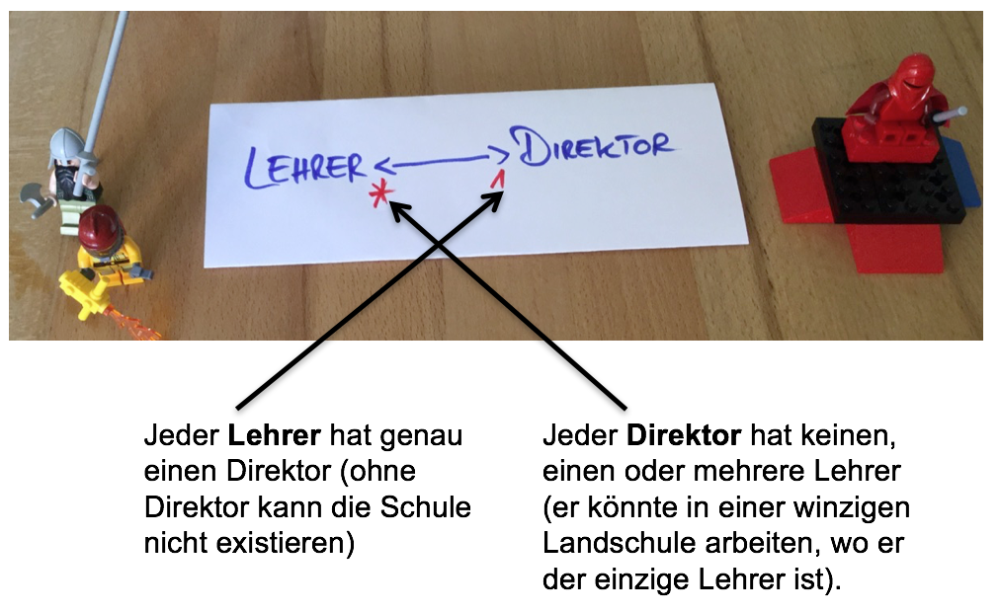 LEHRER <——> DIREKTOR
* 1
Jeder Lehrer hat genau
einen Direktor (ohne
Direktor kann die Schule
nicht existieren)
Jeder Direktor hat keinen,
einen oder mehrere Lehrer
(er könnte in einer winzigen
Landschule arbeiten, wo er
der einzige Lehrer ist).